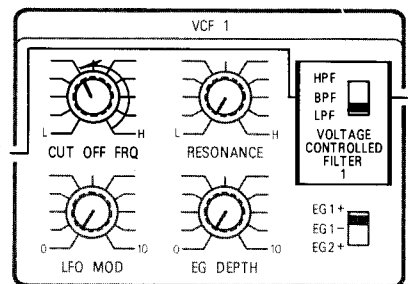 VCF 1
L H
CUT OFF FRQ
L H
RESONANCE
HPF
BPF
LPF
VOLTAGE
CONTROLLED
FILTER
1
0 10
LFO MOD
0 10
EG DEPTH
EG1+
EG1-
EG2+